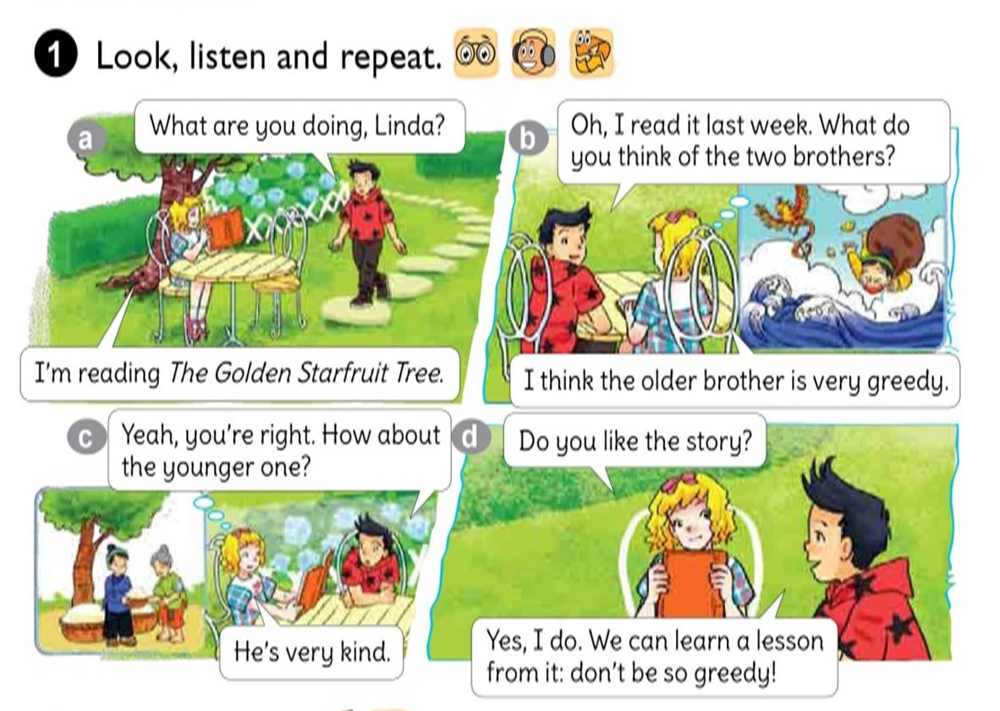 1 Look, listen and repeat.
a
What are you doing, Linda?
I'm reading The Golden Starfruit Tree.
b
Oh, I read it last week. What do
you think of the two brothers?
I think the older brother is very greedy.
c
Yeah, you're right. How about
the younger one?
He's very kind.
d
Do you like the story?
Yes, I do. We can learn a lesson
from it: don't be so greedy!